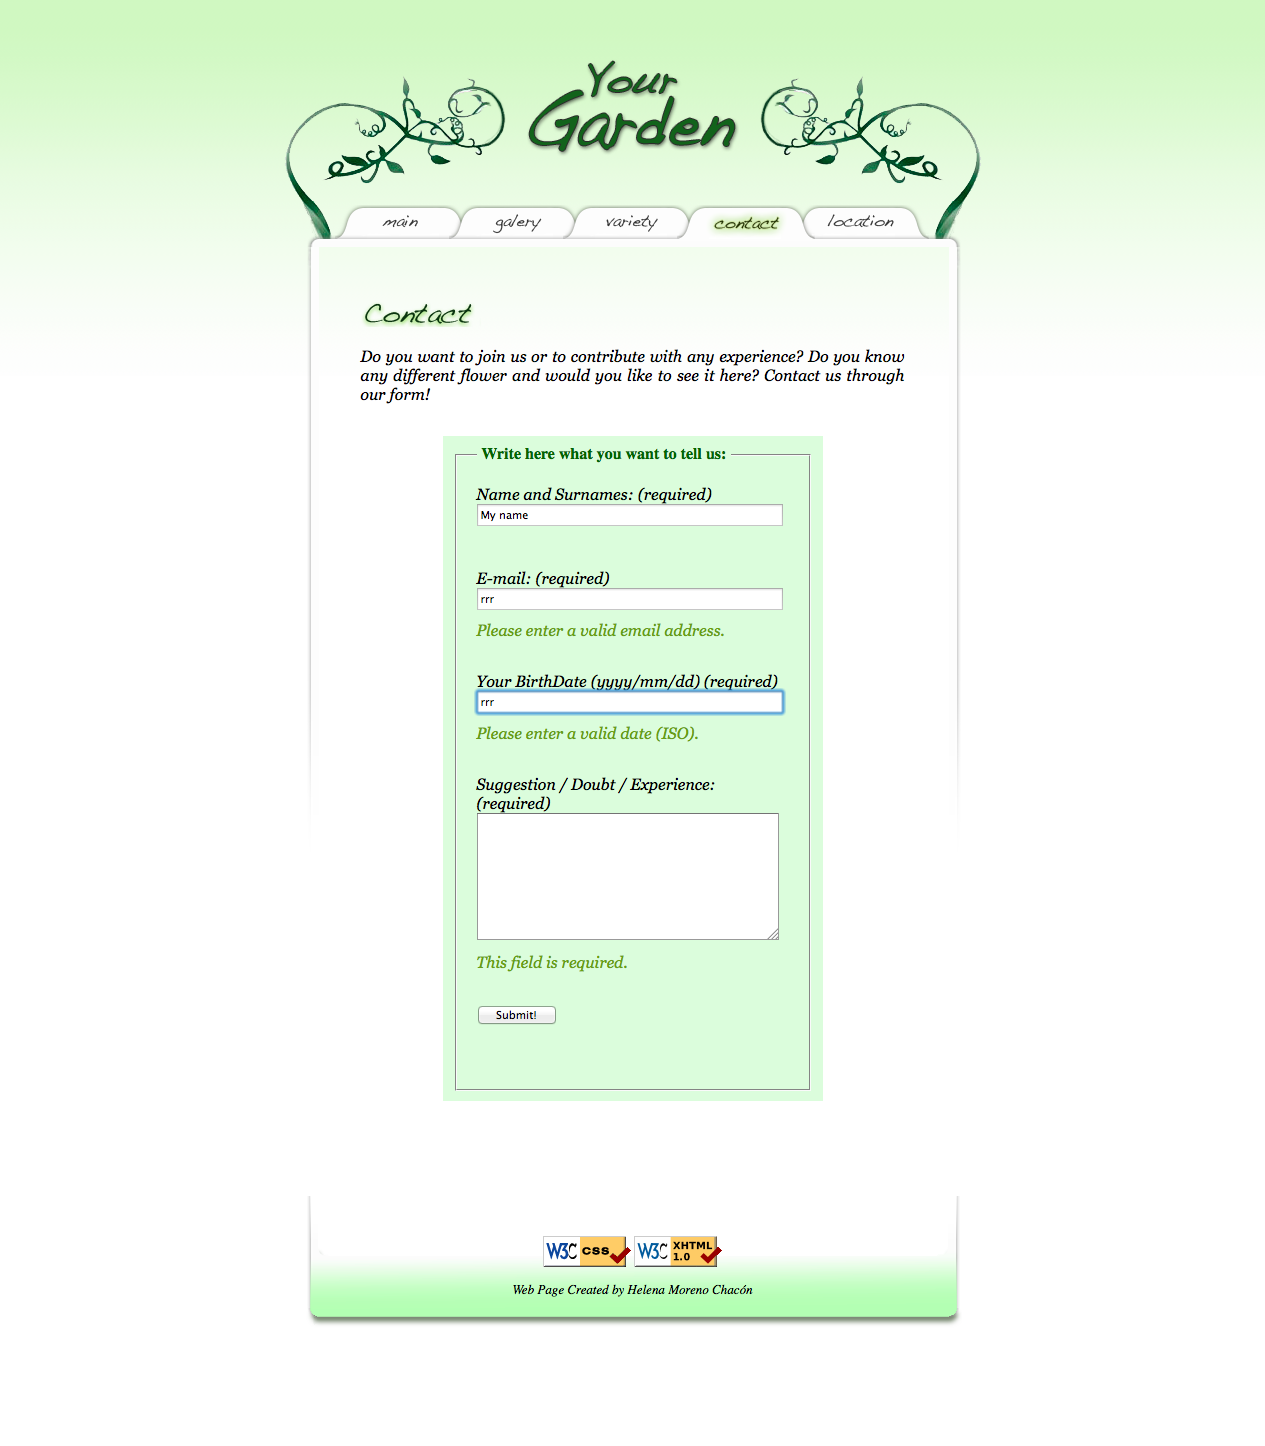 Your
Garden
main galery variety contact location
Contact
Do you want to join us or to contribute with any experience? Do you know
any different flower and would you like to see it here? Contact us through
our form!
Write here what you want to tell us:
Name and Surnames: (required)
My name
E-mail: (required)
rrr
Please enter a valid email address.
Your BirthDate (yyyy/mm/dd) (required)
rrr
Please enter a valid date (ISO).
Suggestion / Doubt / Experience:
(required)
This field is required.
Submit!
W3C CSS W3C XHTML 1.0
Web Page Created by Helena Moreno Chacón